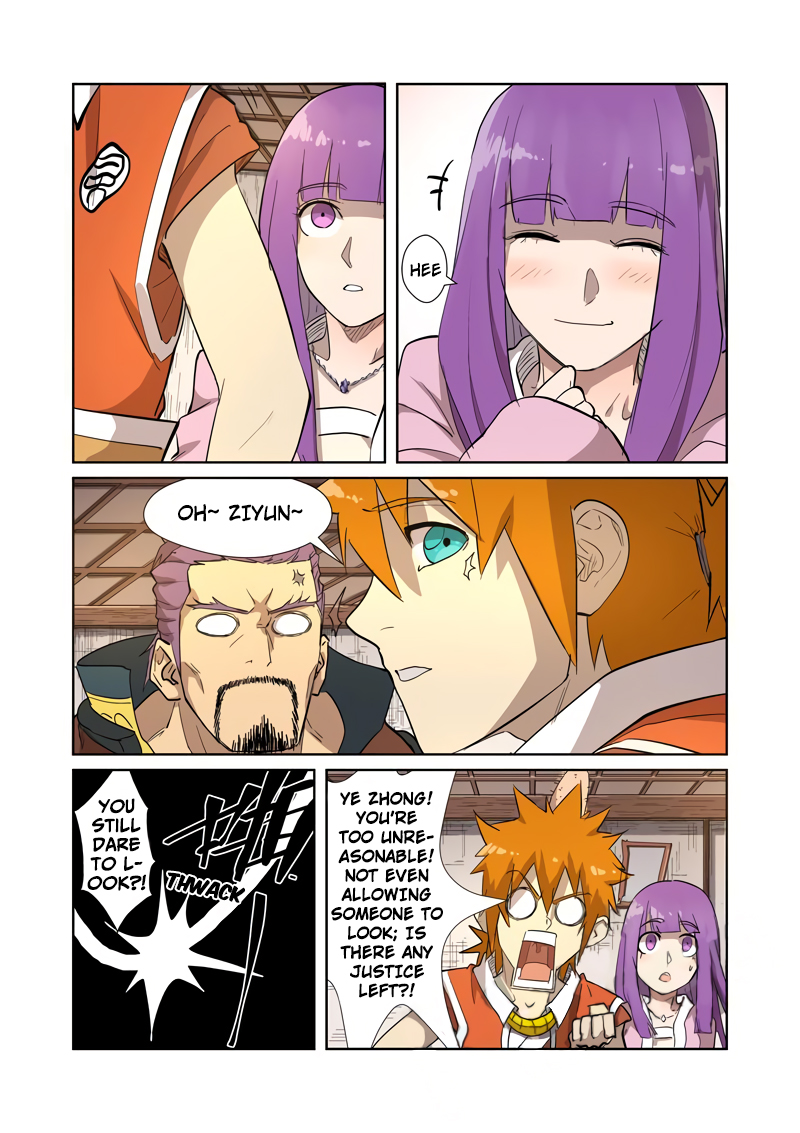 HEE
OH~ ZIYUN~
YOU
STILL
DARE
TO L-
OOK?!
THWACK
YE ZHONG!
YOU'RE
TOO UNRE-
ASONABLE!
NOT EVEN
ALLOWING
SOMEONE TO
LOOK; IS
THERE ANY
JUSTICE
LEFT?!